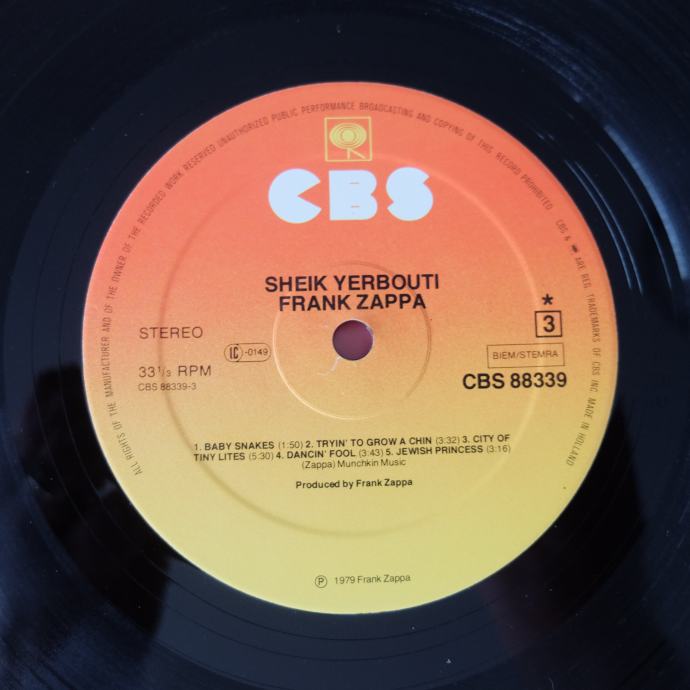 ALL RIGHTS OF THE MANUFACTURER AND OF THE OWNER OF THE RECORDED WORK RESERVED UNAUTHORIZED PUBLIC PERFORMANCE BROADCASTING AND COPYING OF THIS RECORD PROHIBITED CBS & ARE REG. TRADEMARKS OF CBS INC. MADE IN HOLLAND
CBS
SHEIK YERBOUTI
FRANK ZAPPA
*
3
STEREO
LC -0149
BIEM/STEMRA
33 1/3 RPM
CBS 88339
CBS 88339-3
1. BABY SNAKES (1:50) 2. TRYIN' TO GROW A CHIN (3:32) 3. CITY OF
TINY LITES (5:30) 4. DANCIN' FOOL (3:43) 5. JEWISH PRINCESS (3:16)
(Zappa) Munchkin Music
Produced by Frank Zappa
Ⓟ 1979 Frank Zappa